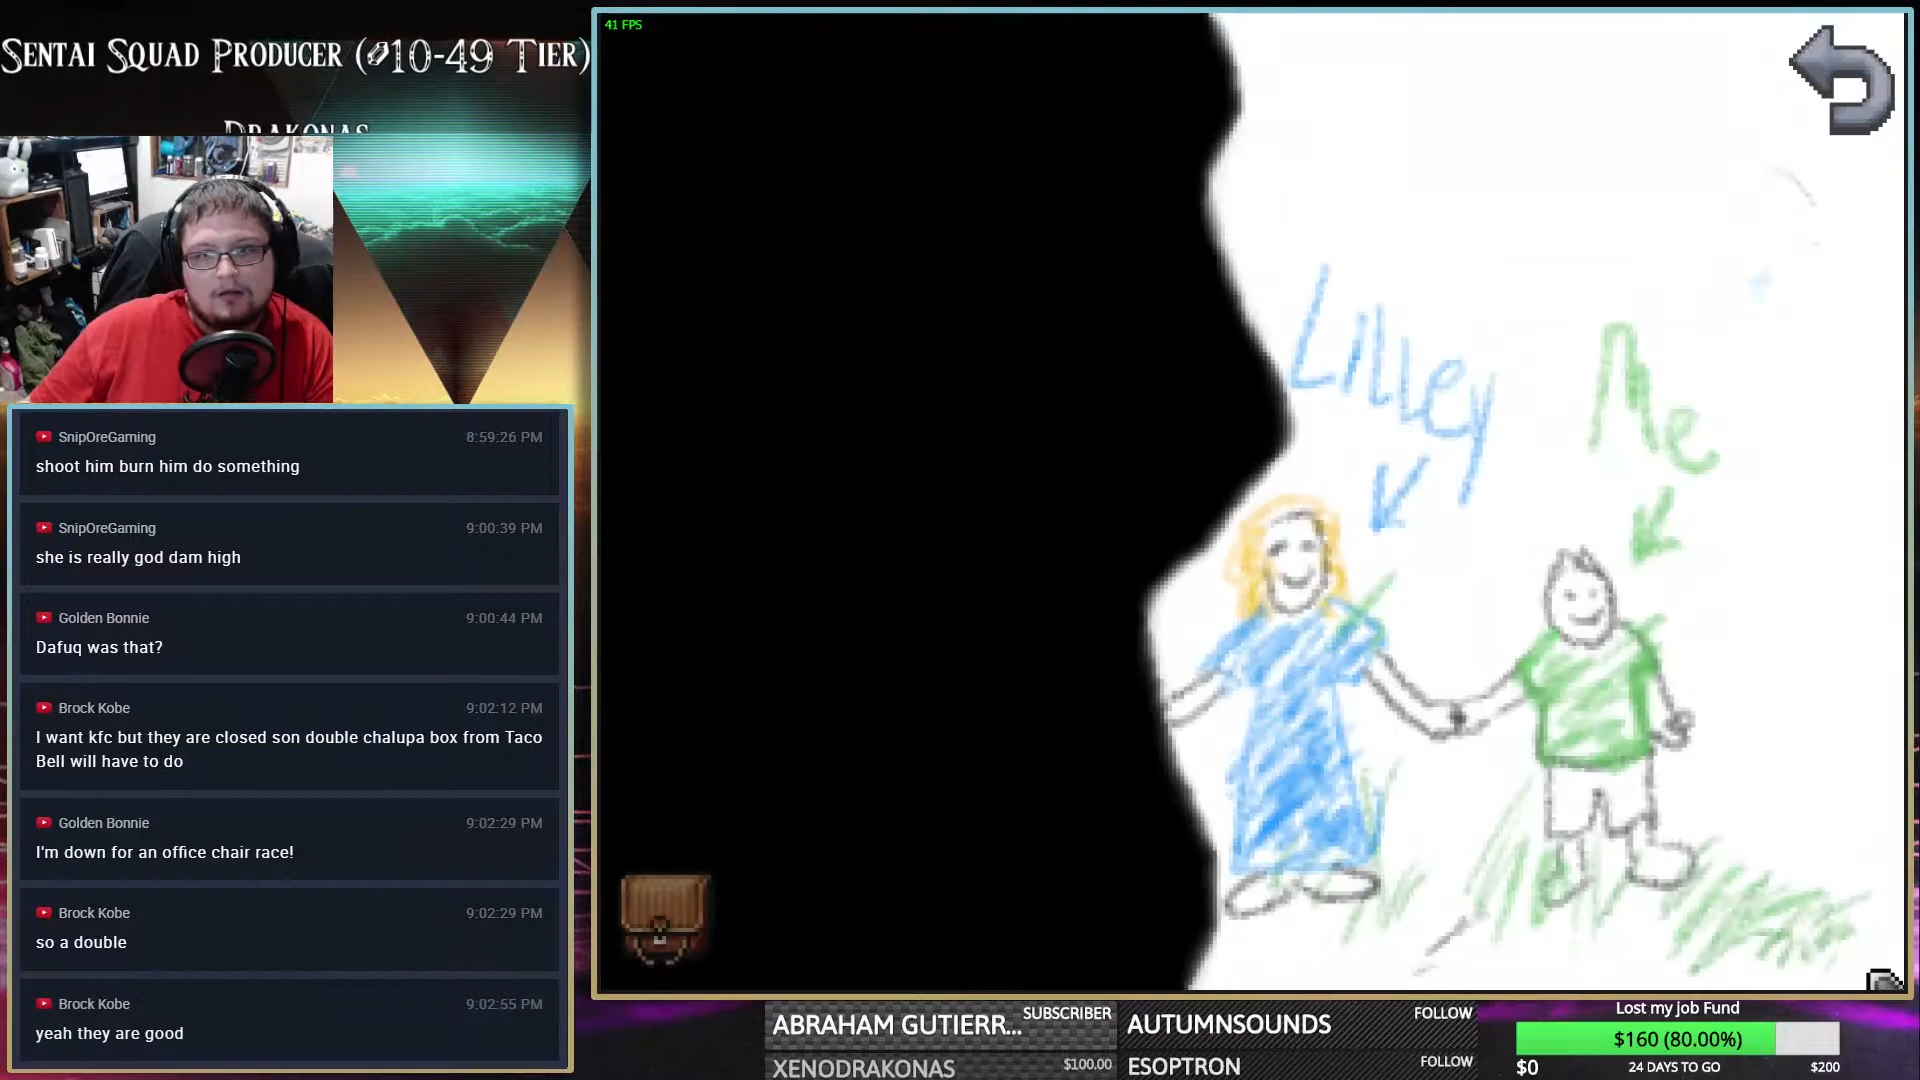 Sentai Squad Producer (10-49 Tier)
Drakonas
41 FPS
Lilley
Me
SnipOreGaming 8:59:26 PM
shoot him burn him do something
SnipOreGaming 9:00:39 PM
she is really god dam high
Golden Bonnie 9:00:44 PM
Dafuq was that?
Brock Kobe 9:02:12 PM
I want kfc but they are closed son double chalupa box from Taco
Bell will have to do
Golden Bonnie 9:02:29 PM
I'm down for an office chair race!
Brock Kobe 9:02:29 PM
so a double
Brock Kobe 9:02:55 PM
yeah they are good
ABRAHAM GUTIERR... SUBSCRIBER
XENODRAKONAS $100.00
AUTUMNSOUNDS FOLLOW
ESOPTRON FOLLOW
Lost my job Fund
$160 (80.00%)
$0 24 DAYS TO GO $200